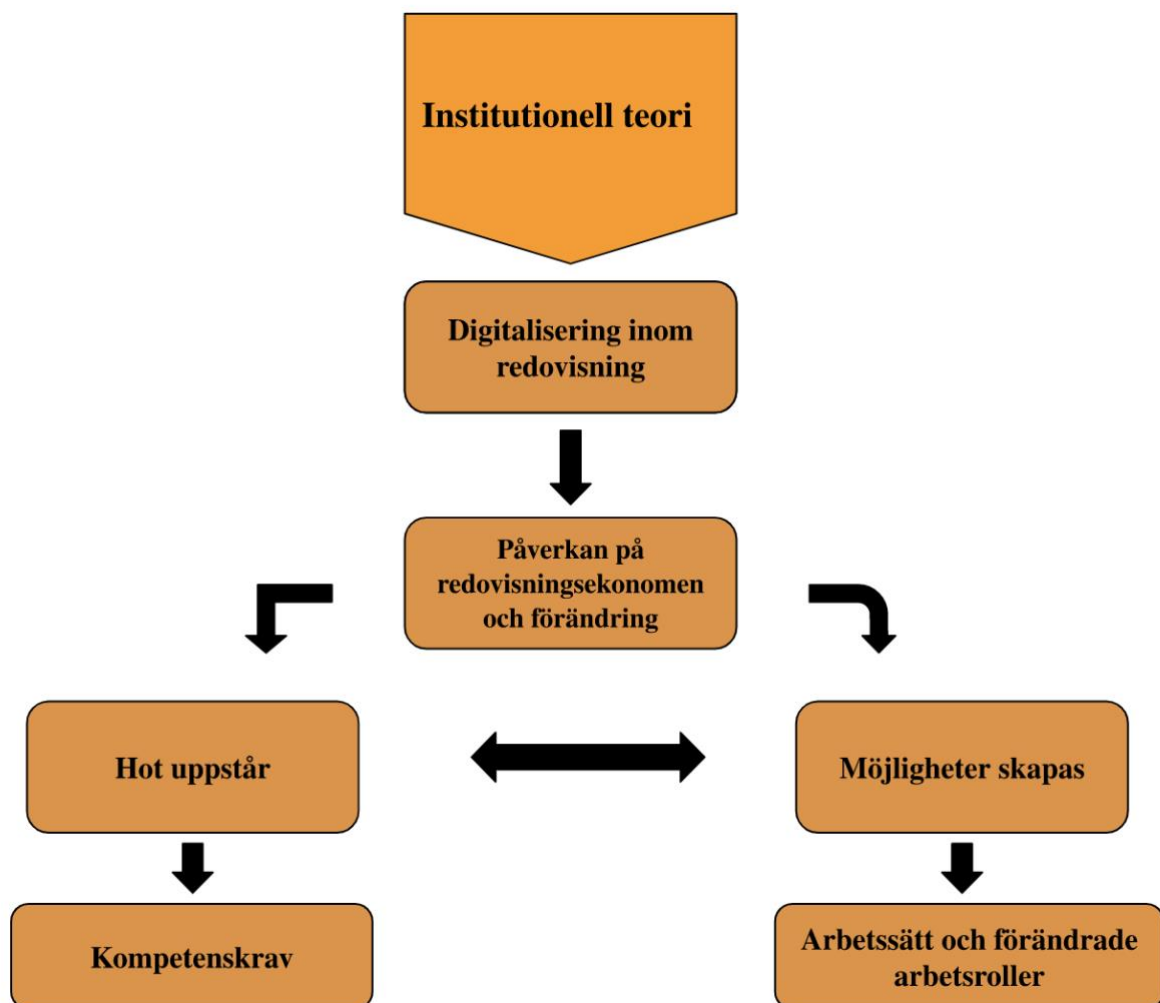 Institutionell teori
Digitalisering inom
redovisning
Påverkan på
redovisningsekonomen
och förändring
Hot uppstår
Möjligheter skapas
Kompetenskrav
Arbetssätt och förändrade
arbetsroller